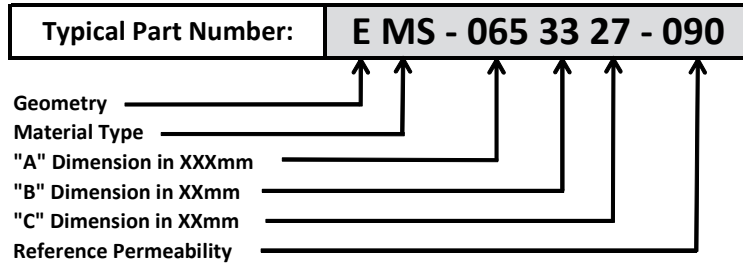 Typical Part Number: E MS - 065 33 27 - 090
Geometry
Material Type
"A" Dimension in XXXmm
"B" Dimension in XXmm
"C" Dimension in XXmm
Reference Permeability